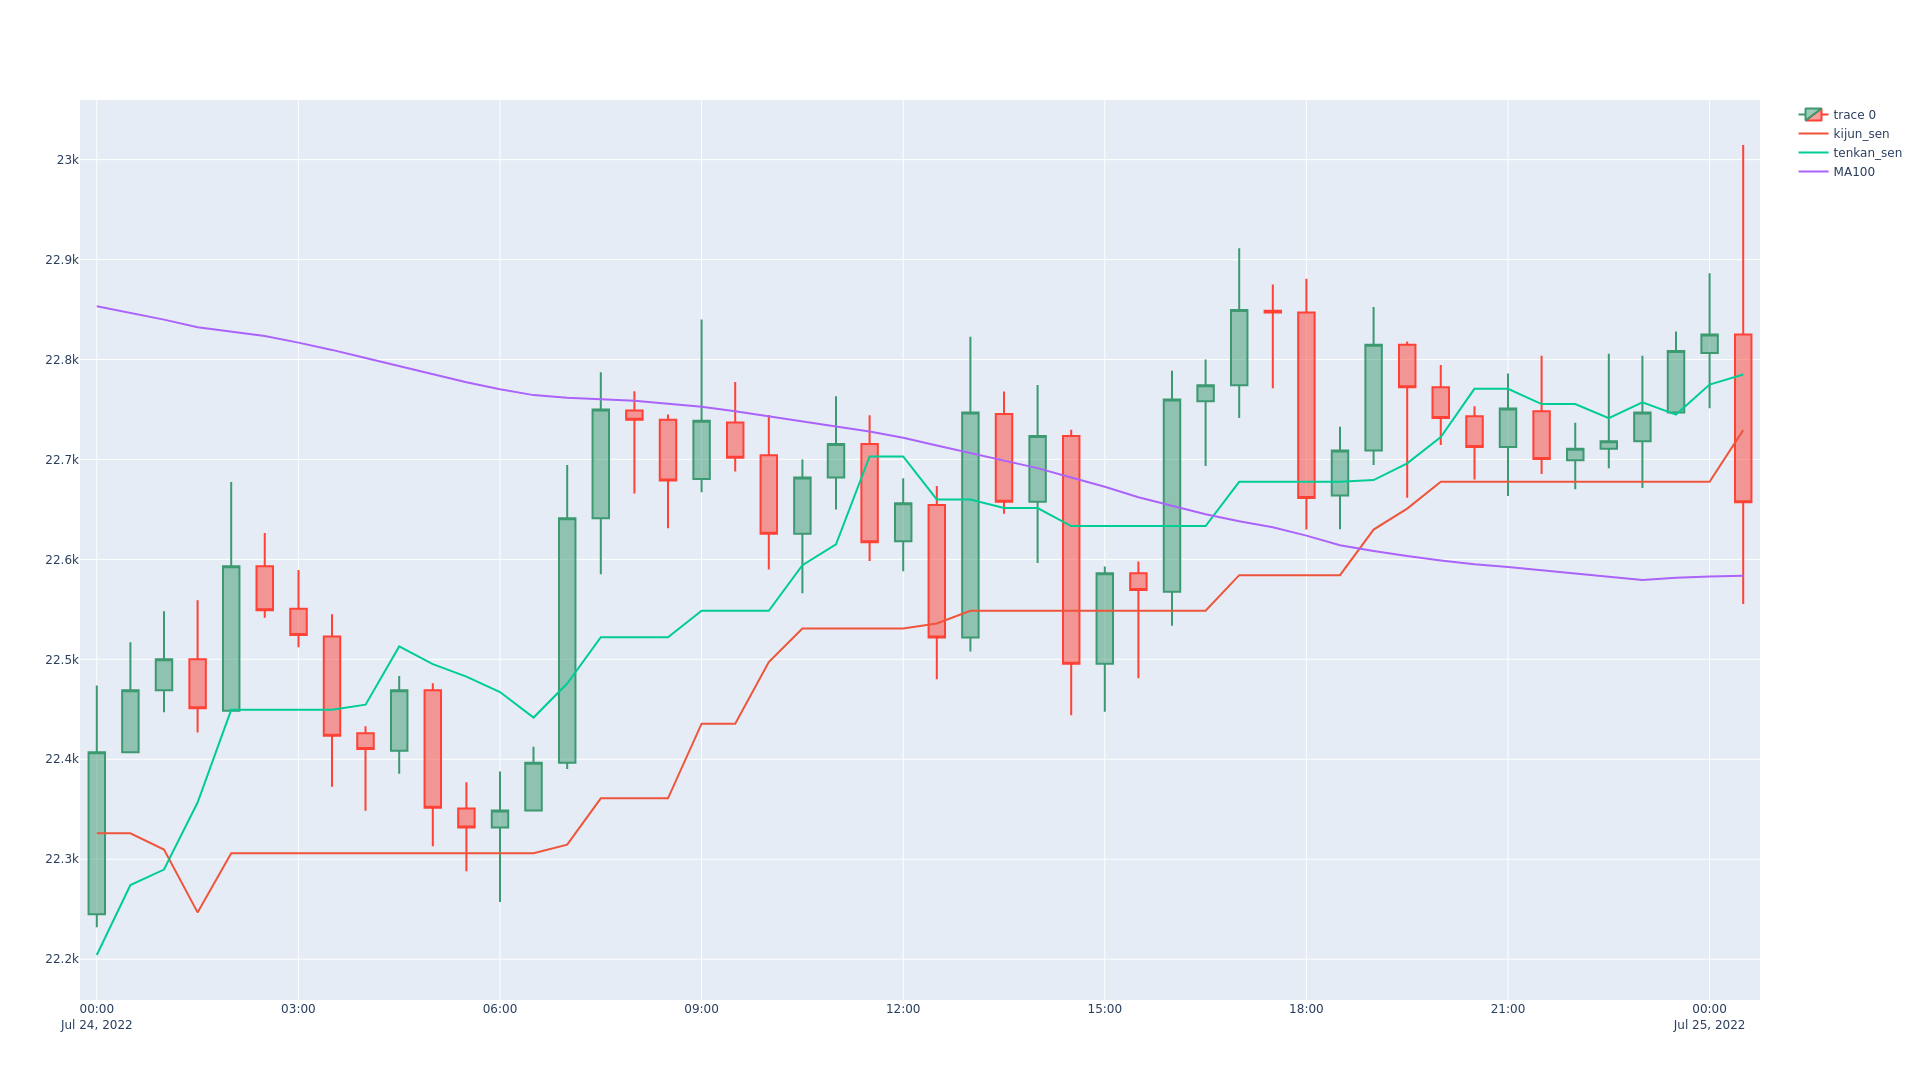 23k
22.9k
22.8k
22.7k
22.6k
22.5k
22.4k
22.3k
22.2k
00:00 03:00 06:00 09:00 12:00 15:00 18:00 21:00 00:00
Jul 24, 2022 Jul 25, 2022
trace 0
kijun_sen
tenkan_sen
MA100